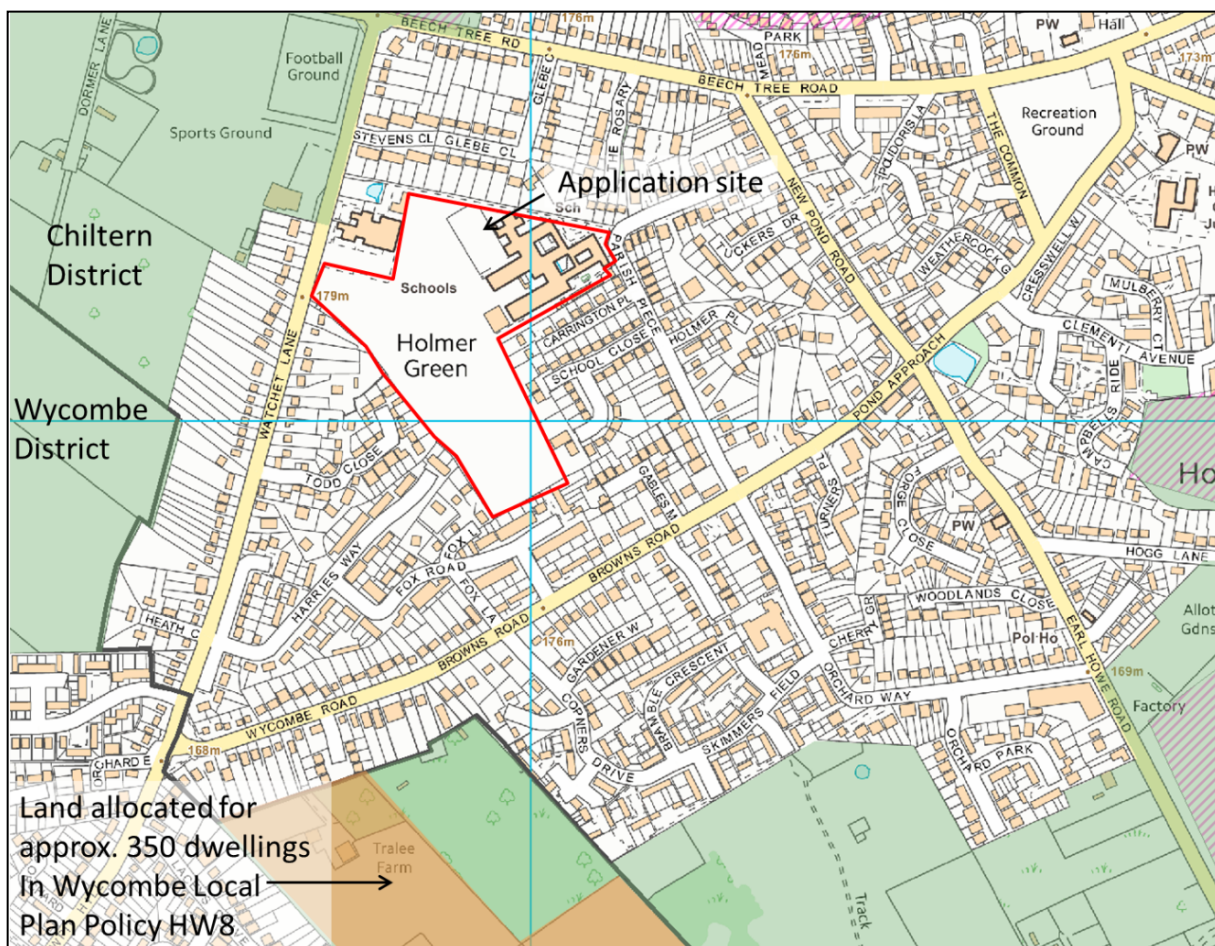 BEECH TREE RD
176m
PARK
MEAD
176m
PW
Hall
173m
DORMER LANE
Football
Ground
GLEBE C
BEECH TREE ROAD
Recreation
Ground
Sports Ground
STEVENS CL
GLEBE CL
THE ROSARY
THE COMMON
PW
Application site
Sch
NEW POND ROAD
TUCKERS DR
WEATHERCOCK G
CRESSWELL W
Chiltern
District
179m
Schools
PARISH PIECE
MULBERRY CT
CARRINGTON PL
HOLMER PL
SCHOOL CLOSE
CLEMENTI AVENUE
Holmer
Green
WATCHET LANE
POND APPROACH
CAMPBELLS RIDE
Wycombe
District
TODD CLOSE
GABLES M
TURNERS PL
FORGE CLOSE
PW
Ho
HARRIES WAY
FOX L
FOX ROAD
FOX LA
BROWNS ROAD
HOGG LANE
HEATH C
WOODLANDS CLOSE
Allot
Gdns
BROWNS ROAD
176m
CHERRY GR
Pol Ho
EARL HOWE ROAD
169m
GARDENER W
BRAMBLE CRESCENT
ORCHARD WAY
WYCOMBE ROAD
COPNERS
DRIVE
SKIMMERS FIELD
Factory
168m
ORCHARD E
ORCHARD PARK
Land allocated for
approx. 350 dwellings
In Wycombe Local
Plan Policy HW8
Tralee
Farm
Track